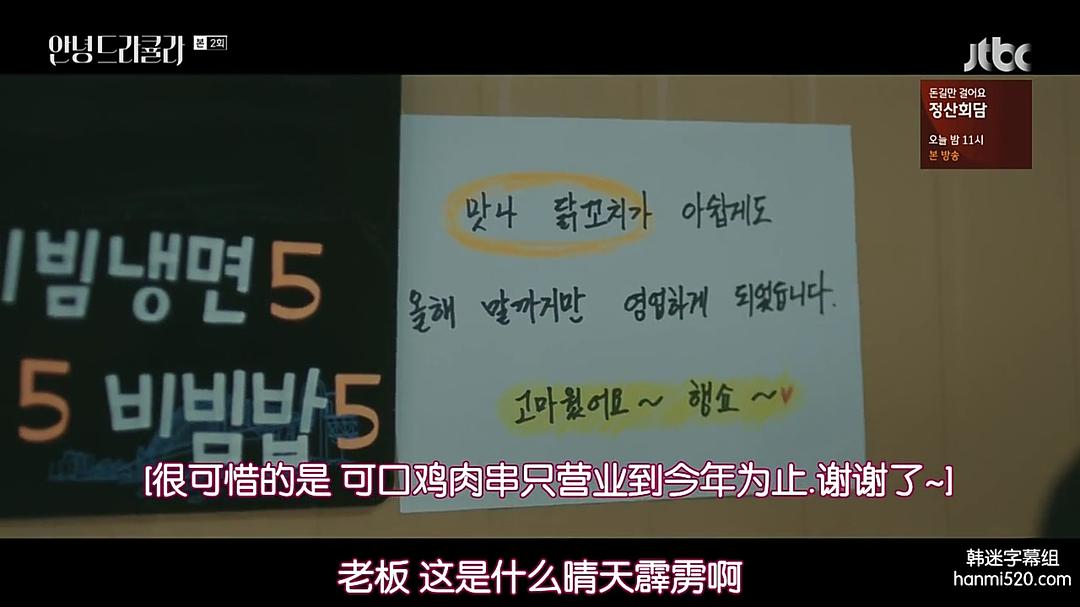 안녕 드라큘라 본 2회
jtbc
돈길만 걸어요
정산회담
오늘 밤 11시
본 방송
맛나 닭꼬치가 아쉽게도
올해 말까지만 영업하게 되었습니다.
고마웠어요~ 행쇼~♥
비빔냉면 5
5 비빔밥 5
[很可惜的是 可口鸡肉串只营业到今年为止.谢谢了~]
老板 这是什么晴天霹雳啊
韩迷字幕组
hanmi520.com